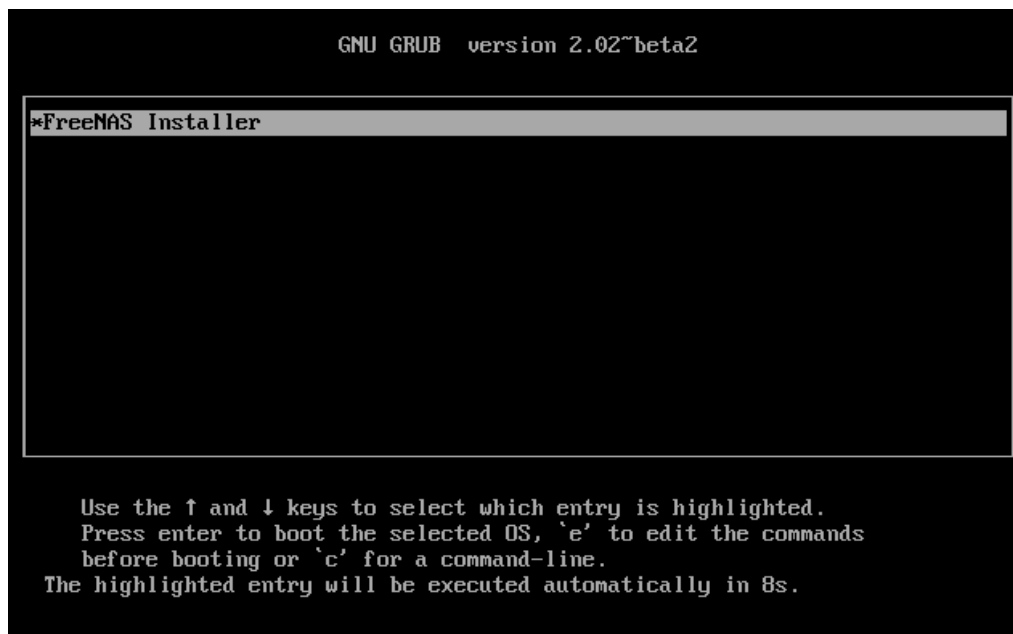 GNU GRUB  version 2.02~beta2
*FreeNAS Installer
Use the ↑ and ↓ keys to select which entry is highlighted.
Press enter to boot the selected OS, `e' to edit the commands
before booting or `c' for a command-line.
The highlighted entry will be executed automatically in 8s.